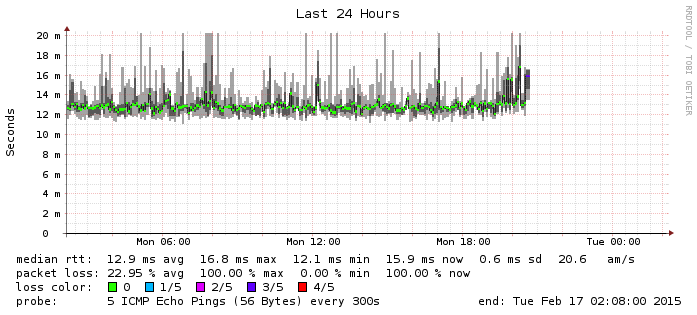 Last 24 Hours
RRDTOOL / TOBI OETIKER
Seconds
20 m
18 m
16 m
14 m
12 m
10 m
8 m
6 m
4 m
2 m
0
Mon 06:00 Mon 12:00 Mon 18:00 Tue 00:00
median rtt: 12.9 ms avg 16.8 ms max 12.1 ms min 15.9 ms now 0.6 ms sd 20.6 am/s
packet loss: 22.95 % avg 100.00 % max 0.00 % min 100.00 % now
loss color: 0 1/5 2/5 3/5 4/5
probe: 5 ICMP Echo Pings (56 Bytes) every 300s end: Tue Feb 17 02:08:00 2015